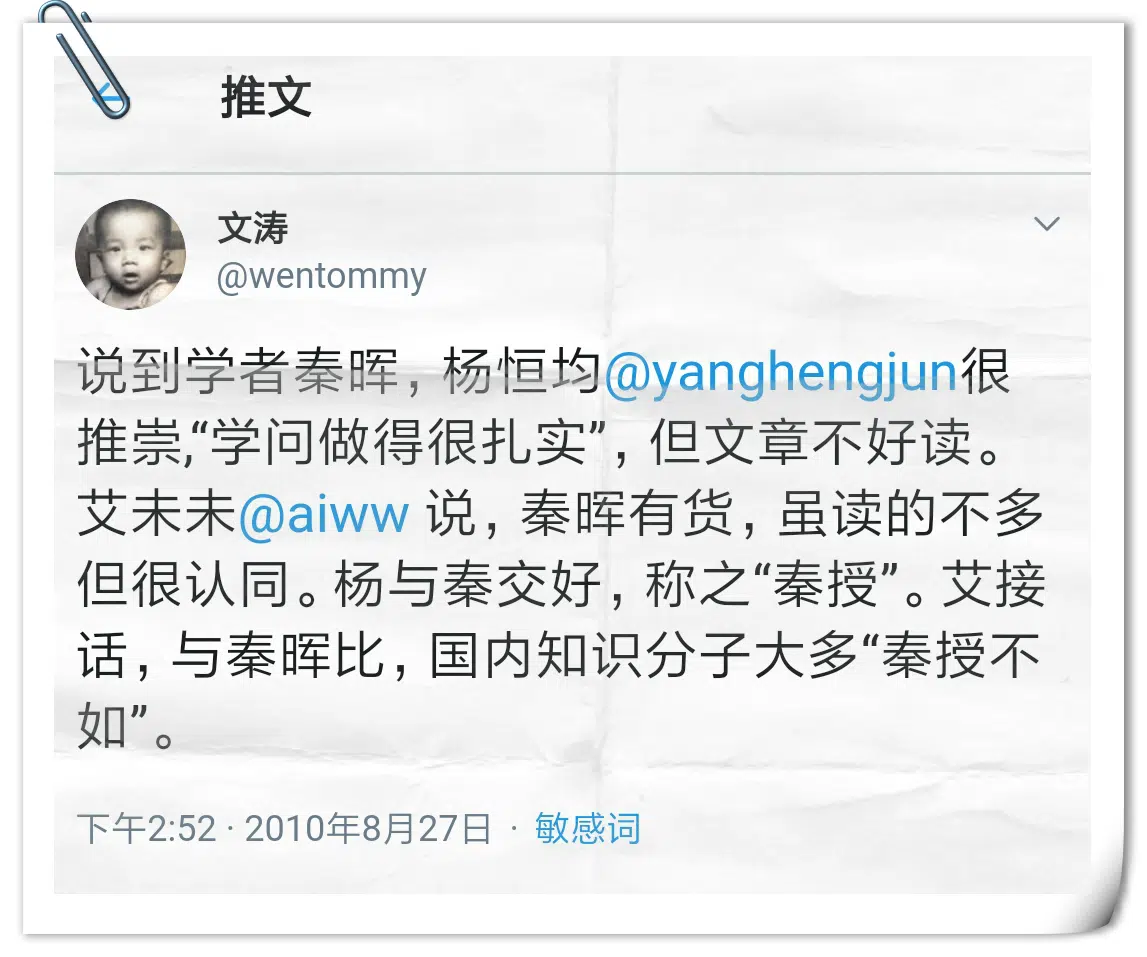 推文
文涛
@wentommy
说到学者秦晖，杨恒均@yanghengjun很
推崇,“学问做得很扎实”，但文章不好读。
艾未未@aiww 说，秦晖有货，虽读的不多
但很认同。杨与秦交好，称之“秦授”。艾接
话，与秦晖比，国内知识分子大多“秦授不
如”。
下午2:52 · 2010年8月27日 · 敏感词